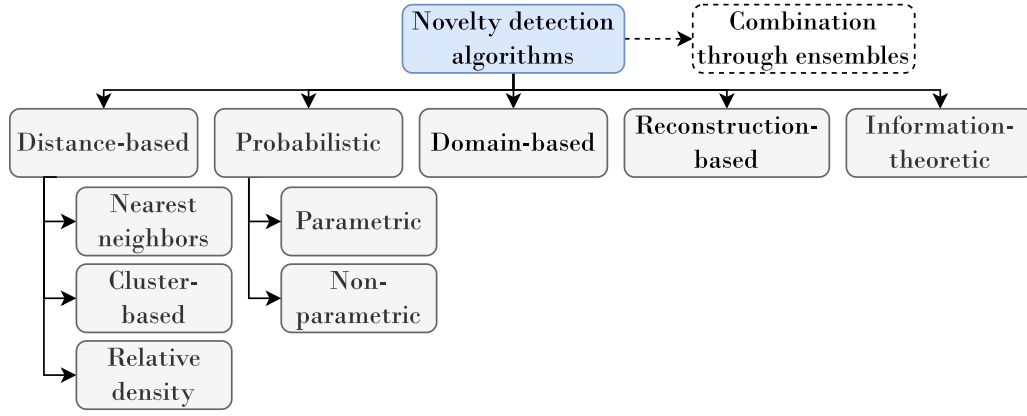 Novelty detection
algorithms
Combination
through ensembles
Distance-based
Probabilistic
Domain-based
Reconstruction-
based
Information-
theoretic
Nearest
neighbors
Parametric
Cluster-
based
Non-
parametric
Relative
density